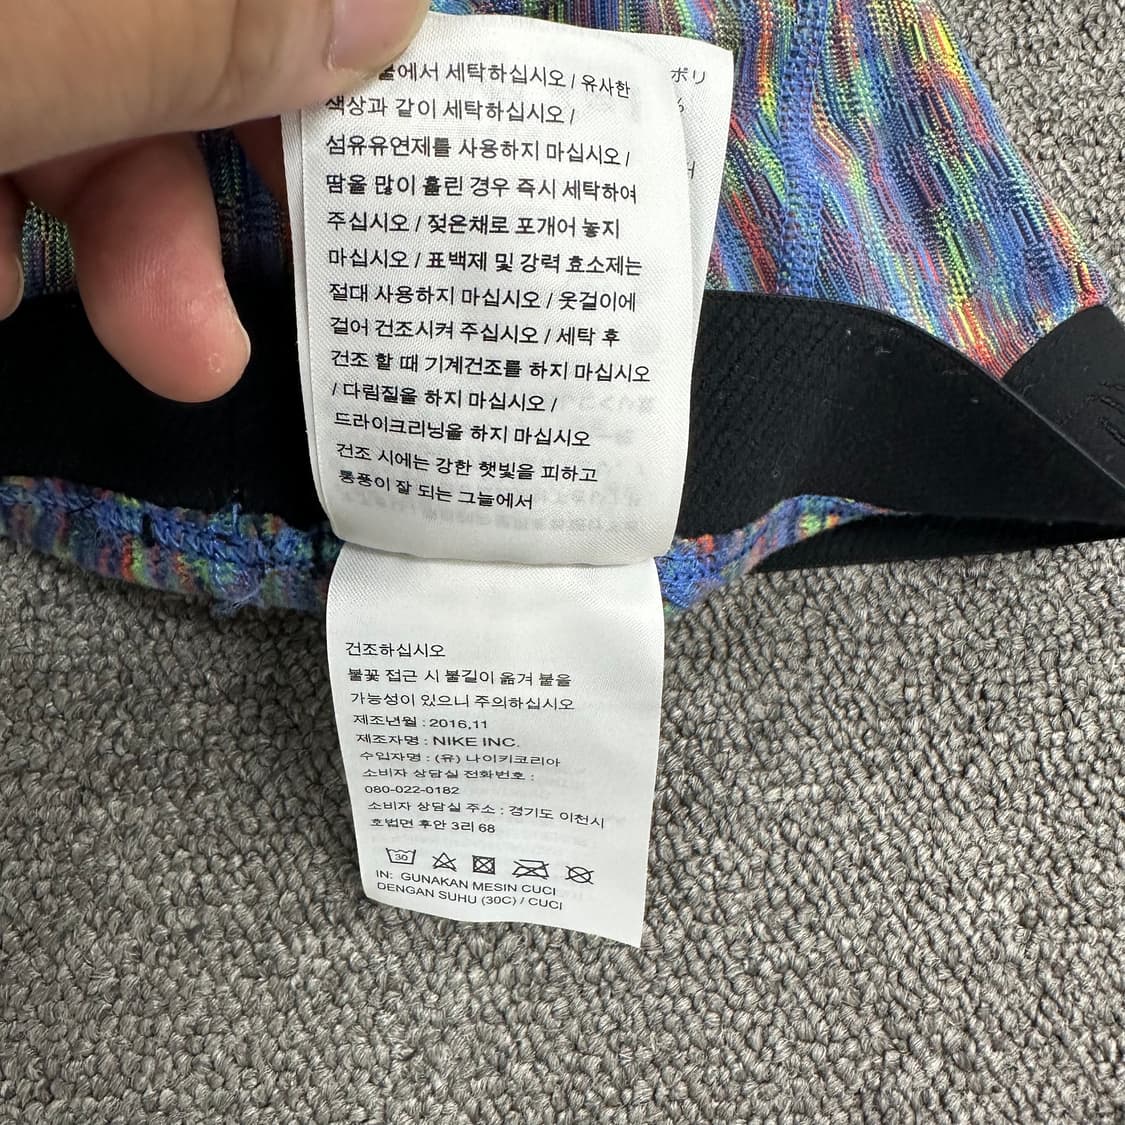 물에서 세탁하십시오 / 유사한
색상과 같이 세탁하십시오 /
섬유유연제를 사용하지 마십시오 /
땀을 많이 흘린 경우 즉시 세탁하여
주십시오 / 젖은채로 포개어 놓지
마십시오 / 표백제 및 강력 효소제는
절대 사용하지 마십시오 / 옷걸이에
걸어 건조시켜 주십시오 / 세탁 후
건조 할 때 기계건조를 하지 마십시오
/ 다림질을 하지 마십시오 /
드라이크리닝을 하지 마십시오
건조 시에는 강한 햇빛을 피하고
통풍이 잘 되는 그늘에서
ポリ
%
건조하십시오
불꽃 접근 시 불길이 옮겨 붙을
가능성이 있으니 주의하십시오
제조년월 : 2016.11
제조자명 : NIKE INC.
수입자명 : (유) 나이키코리아
소비자 상담실 전화번호 :
080-022-0182
소비자 상담실 주소 : 경기도 이천시
호법면 후안 3리 68
30
IN: GUNAKAN MESIN CUCI
DENGAN SUHU (30C) / CUCI